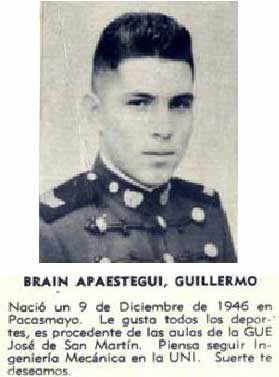 BRAIN APAESTEGUI, GUILLERMO
Nació un 9 de Diciembre de 1946 en
Pacasmayo. Le gusta todos los depor-
tes, es procedente de las aulas de la GUE
José de San Martín. Piensa seguir In-
geniería Mecánica en la UNI. Suerte te
deseamos.